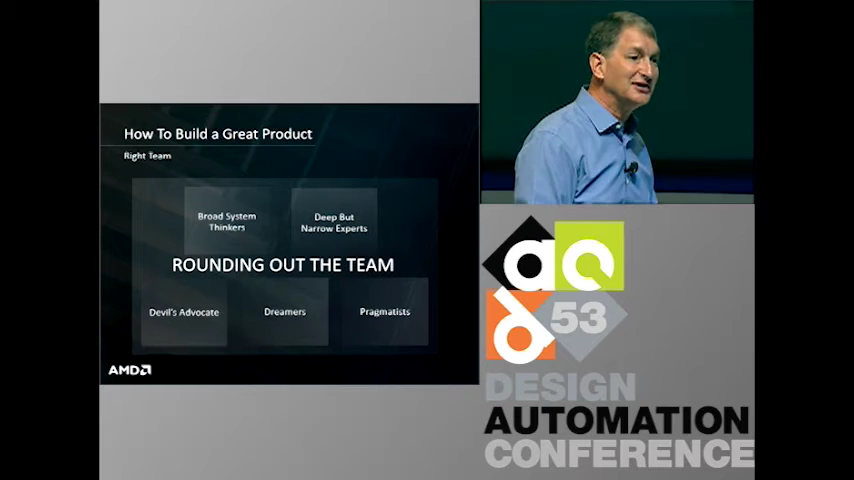 How To Build a Great Product
Right Team
Broad System
Thinkers
Deep But
Narrow Experts
ROUNDING OUT THE TEAM
Devil's Advocate
Dreamers
Pragmatists
AMD
dac
53
DESIGN
AUTOMATION
CONFERENCE